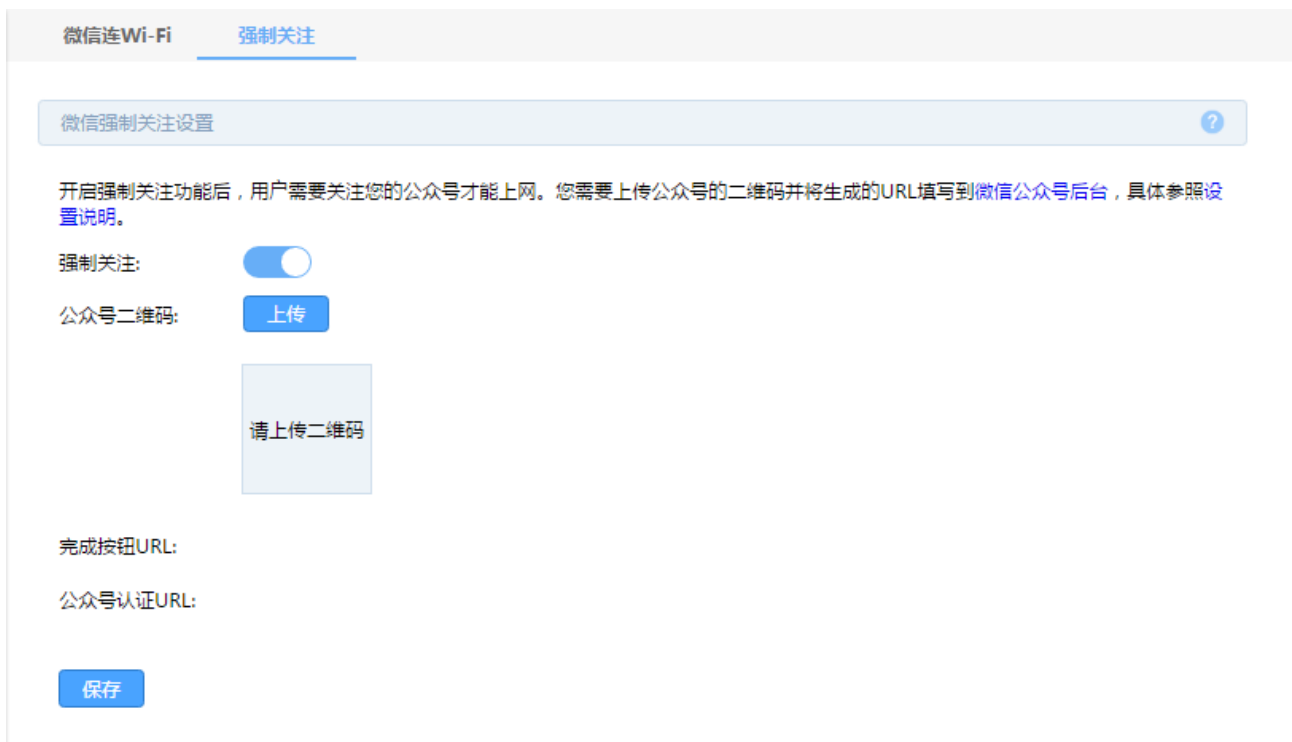 微信连Wi-Fi 强制关注
微信强制关注设置 ?
开启强制关注功能后，用户需要关注您的公众号才能上网。您需要上传公众号的二维码并将生成的URL填写到微信公众号后台，具体参照设
置说明。
强制关注:
公众号二维码: 上传
请上传二维码
完成按钮URL:
公众号认证URL:
保存